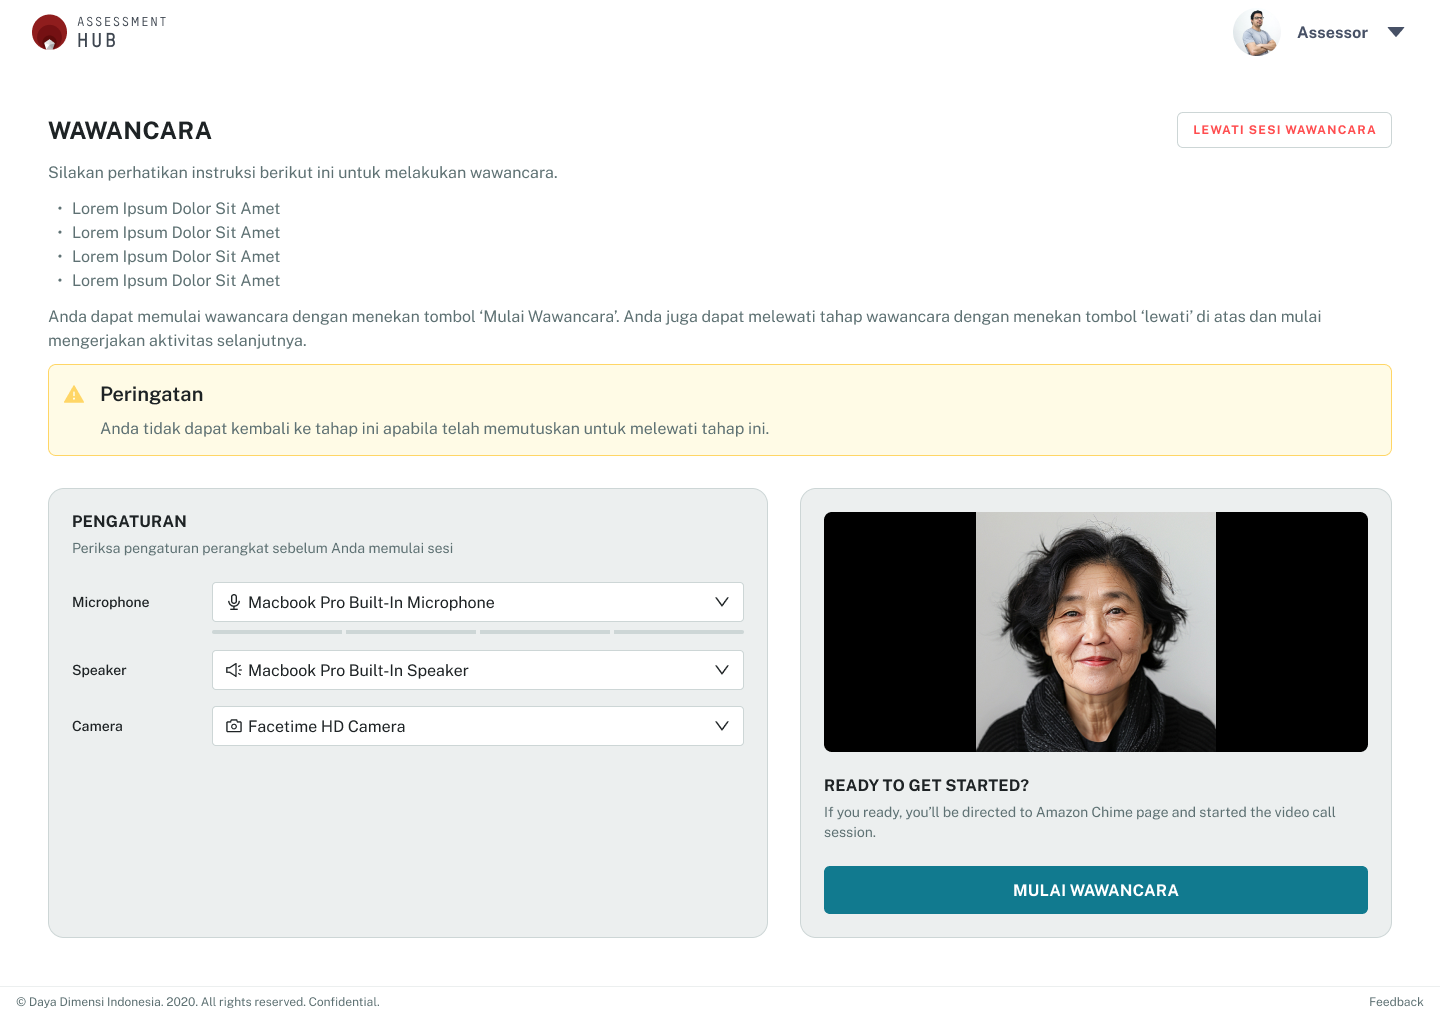 ASSESSMENT
HUB
Assessor
WAWANCARA
LEWATI SESI WAWANCARA
Silakan perhatikan instruksi berikut ini untuk melakukan wawancara.
• Lorem Ipsum Dolor Sit Amet
• Lorem Ipsum Dolor Sit Amet
• Lorem Ipsum Dolor Sit Amet
• Lorem Ipsum Dolor Sit Amet
Anda dapat memulai wawancara dengan menekan tombol ‘Mulai Wawancara’. Anda juga dapat melewati tahap wawancara dengan menekan tombol ‘lewati’ di atas dan mulai
mengerjakan aktivitas selanjutnya.
Peringatan
Anda tidak dapat kembali ke tahap ini apabila telah memutuskan untuk melewati tahap ini.
PENGATURAN
Periksa pengaturan perangkat sebelum Anda memulai sesi
Microphone
Macbook Pro Built-In Microphone
Speaker
Macbook Pro Built-In Speaker
Camera
Facetime HD Camera
READY TO GET STARTED?
If you ready, you’ll be directed to Amazon Chime page and started the video call
session.
MULAI WAWANCARA
© Daya Dimensi Indonesia. 2020. All rights reserved. Confidential.
Feedback